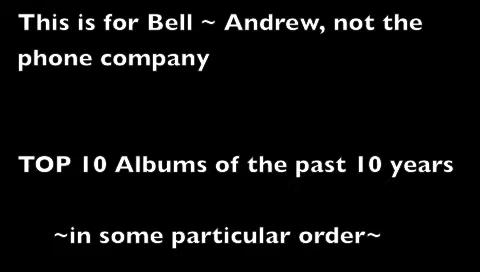 This is for Bell ~ Andrew, not the
phone company
TOP 10 Albums of the past 10 years
~in some particular order~